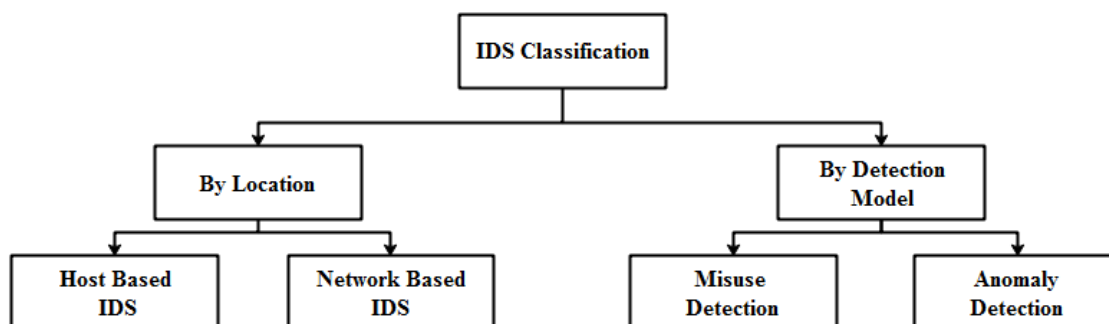 IDS Classification
By Location
By Detection
Model
Host Based
IDS
Network Based
IDS
Misuse
Detection
Anomaly
Detection